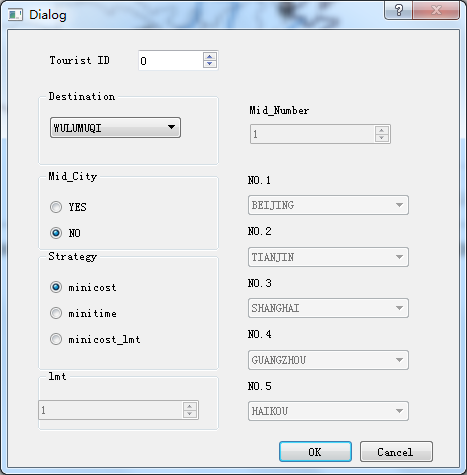 Dialog
Tourist ID
0
Destination
WULUMUQI
Mid_City
YES
NO
Strategy
minicost
minitime
minicost_lmt
lmt
1
Mid_Number
1
NO.1
BEIJING
NO.2
TIANJIN
NO.3
SHANGHAI
NO.4
GUANGZHOU
NO.5
HAIKOU
OK
Cancel